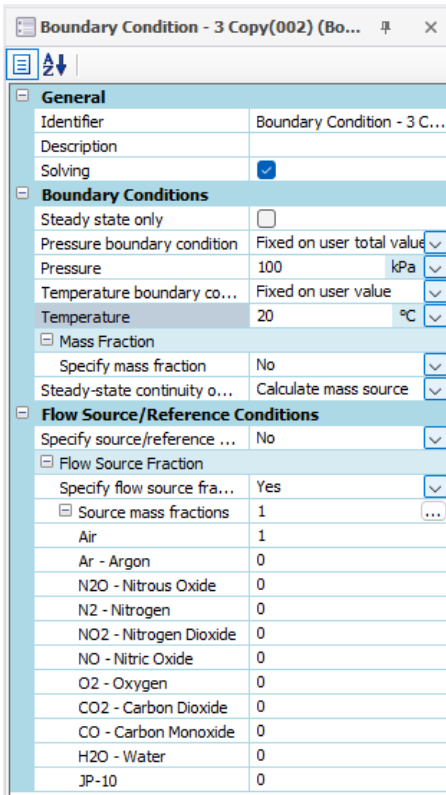 Boundary Condition - 3 Copy(002) (Bo...
General
Identifier Boundary Condition - 3 C...
Description
Solving
Boundary Conditions
Steady state only
Pressure boundary condition Fixed on user total value
Pressure 100 kPa
Temperature boundary co... Fixed on user value
Temperature 20 ºC
Mass Fraction
Specify mass fraction No
Steady-state continuity o... Calculate mass source
Flow Source/Reference Conditions
Specify source/reference ... No
Flow Source Fraction
Specify flow source fra... Yes
Source mass fractions 1 ...
Air 1
Ar - Argon 0
N2O - Nitrous Oxide 0
N2 - Nitrogen 0
NO2 - Nitrogen Dioxide 0
NO - Nitric Oxide 0
O2 - Oxygen 0
CO2 - Carbon Dioxide 0
CO - Carbon Monoxide 0
H2O - Water 0
JP-10 0